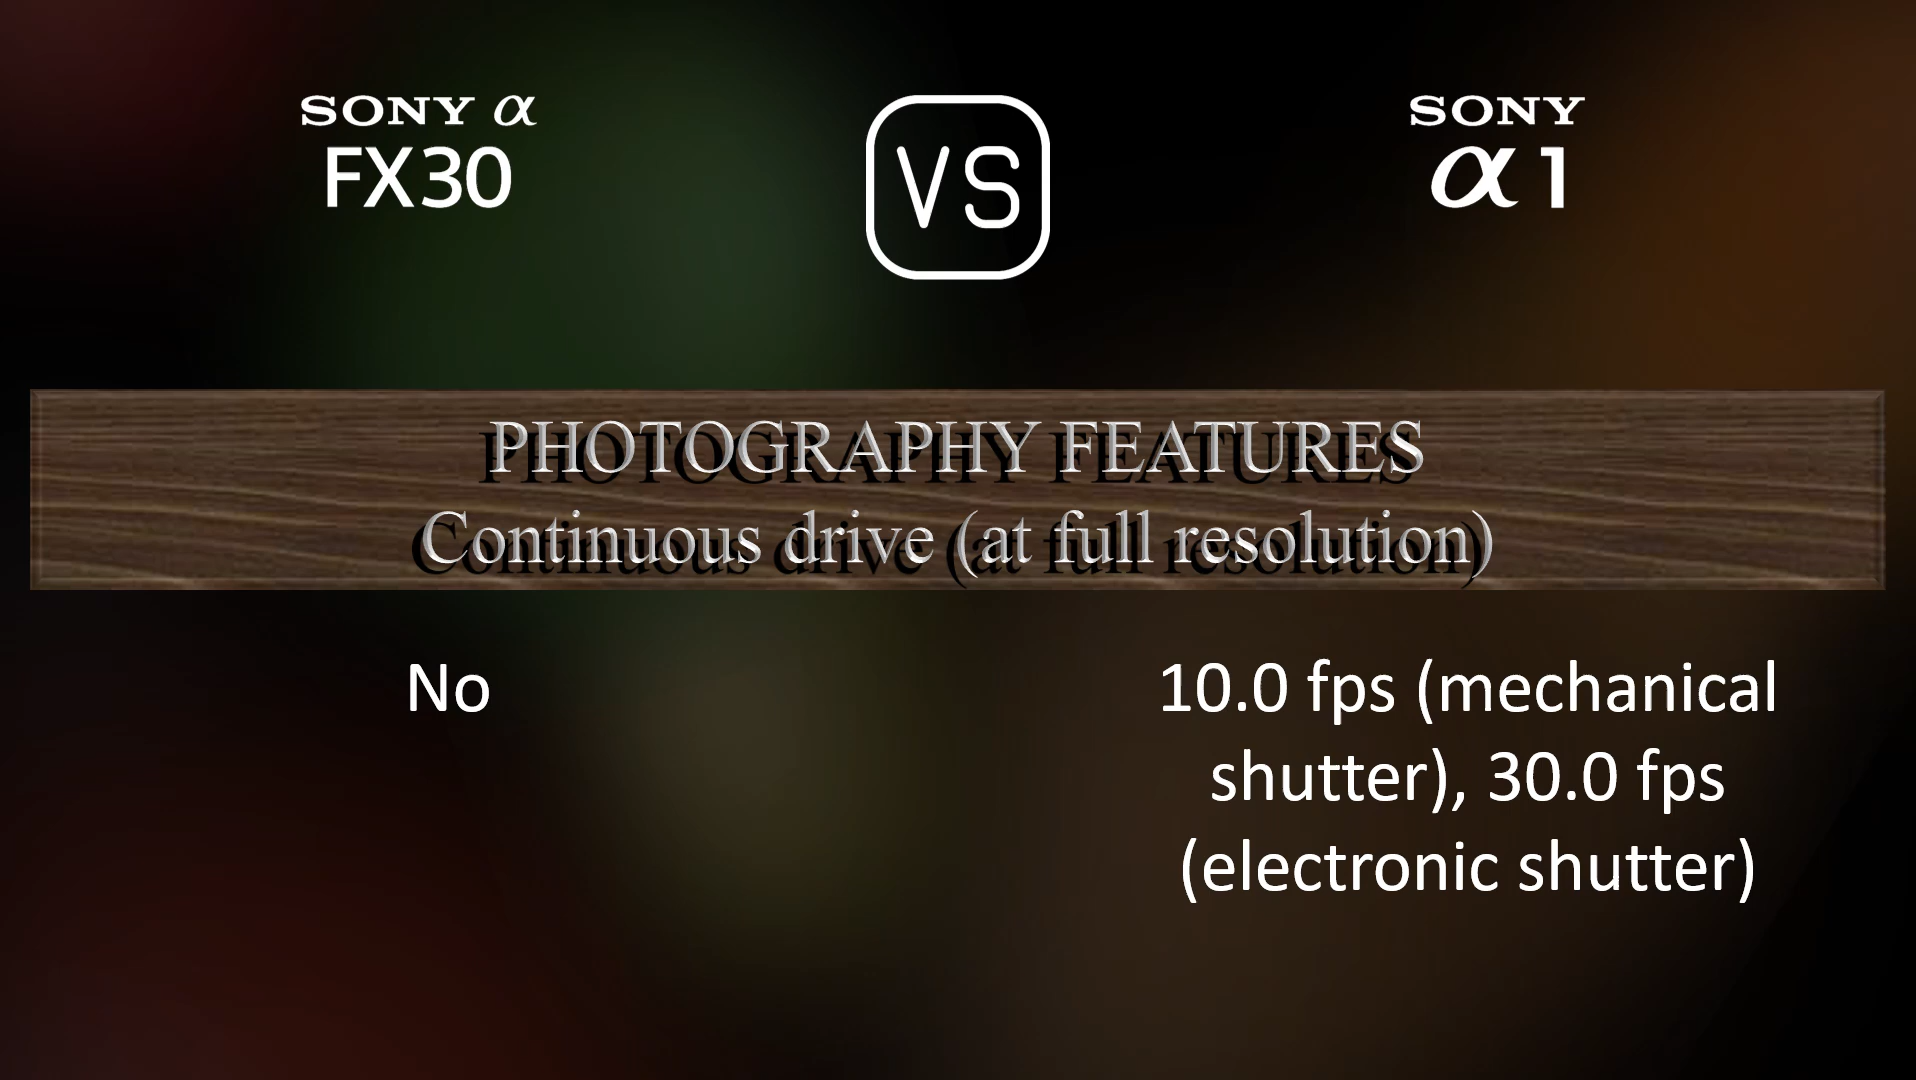 SONY α
FX30
VS
SONY
α 1
PHOTOGRAPHY FEATURES
Continuous drive (at full resolution)
No
10.0 fps (mechanical
shutter), 30.0 fps
(electronic shutter)